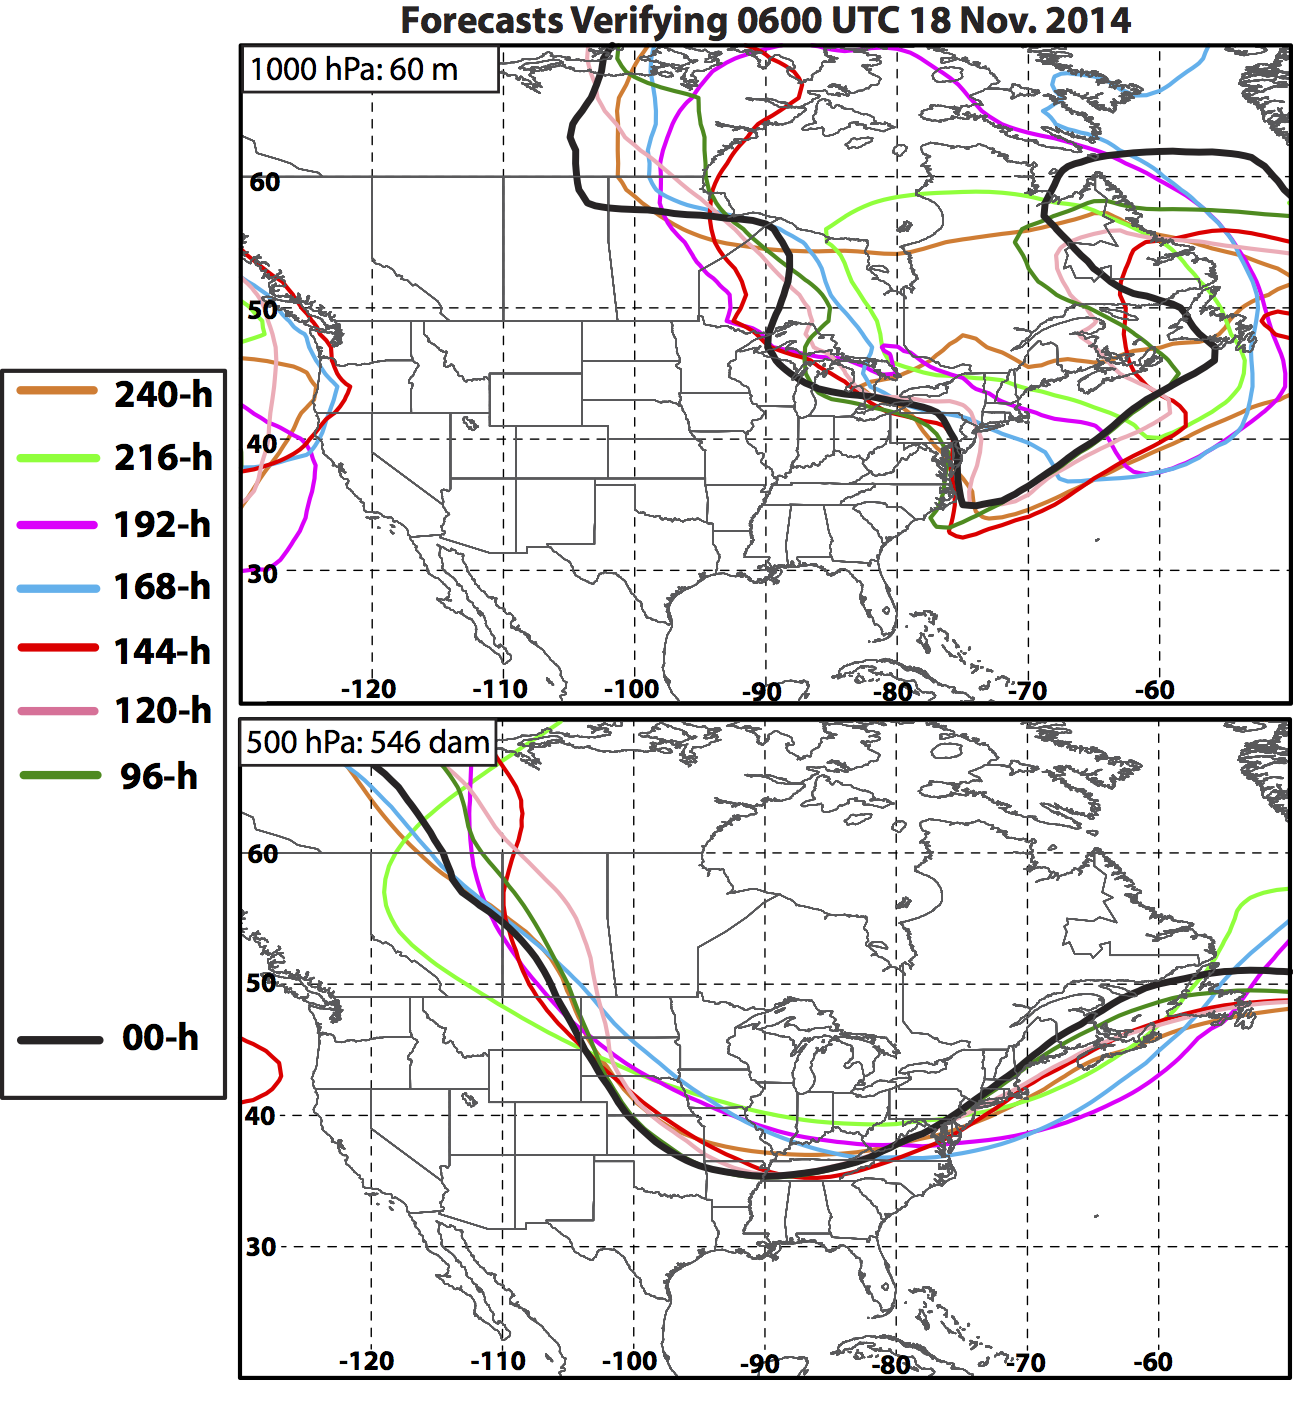 Forecasts Verifying 0600 UTC 18 Nov. 2014
1000 hPa: 60 m
60
50
40
30
-120
-110
-100
-90
-80
-70
-60
240-h
216-h
192-h
168-h
144-h
120-h
96-h
00-h
500 hPa: 546 dam
60
50
40
30
-120
-110
-100
-90
-80
-70
-60